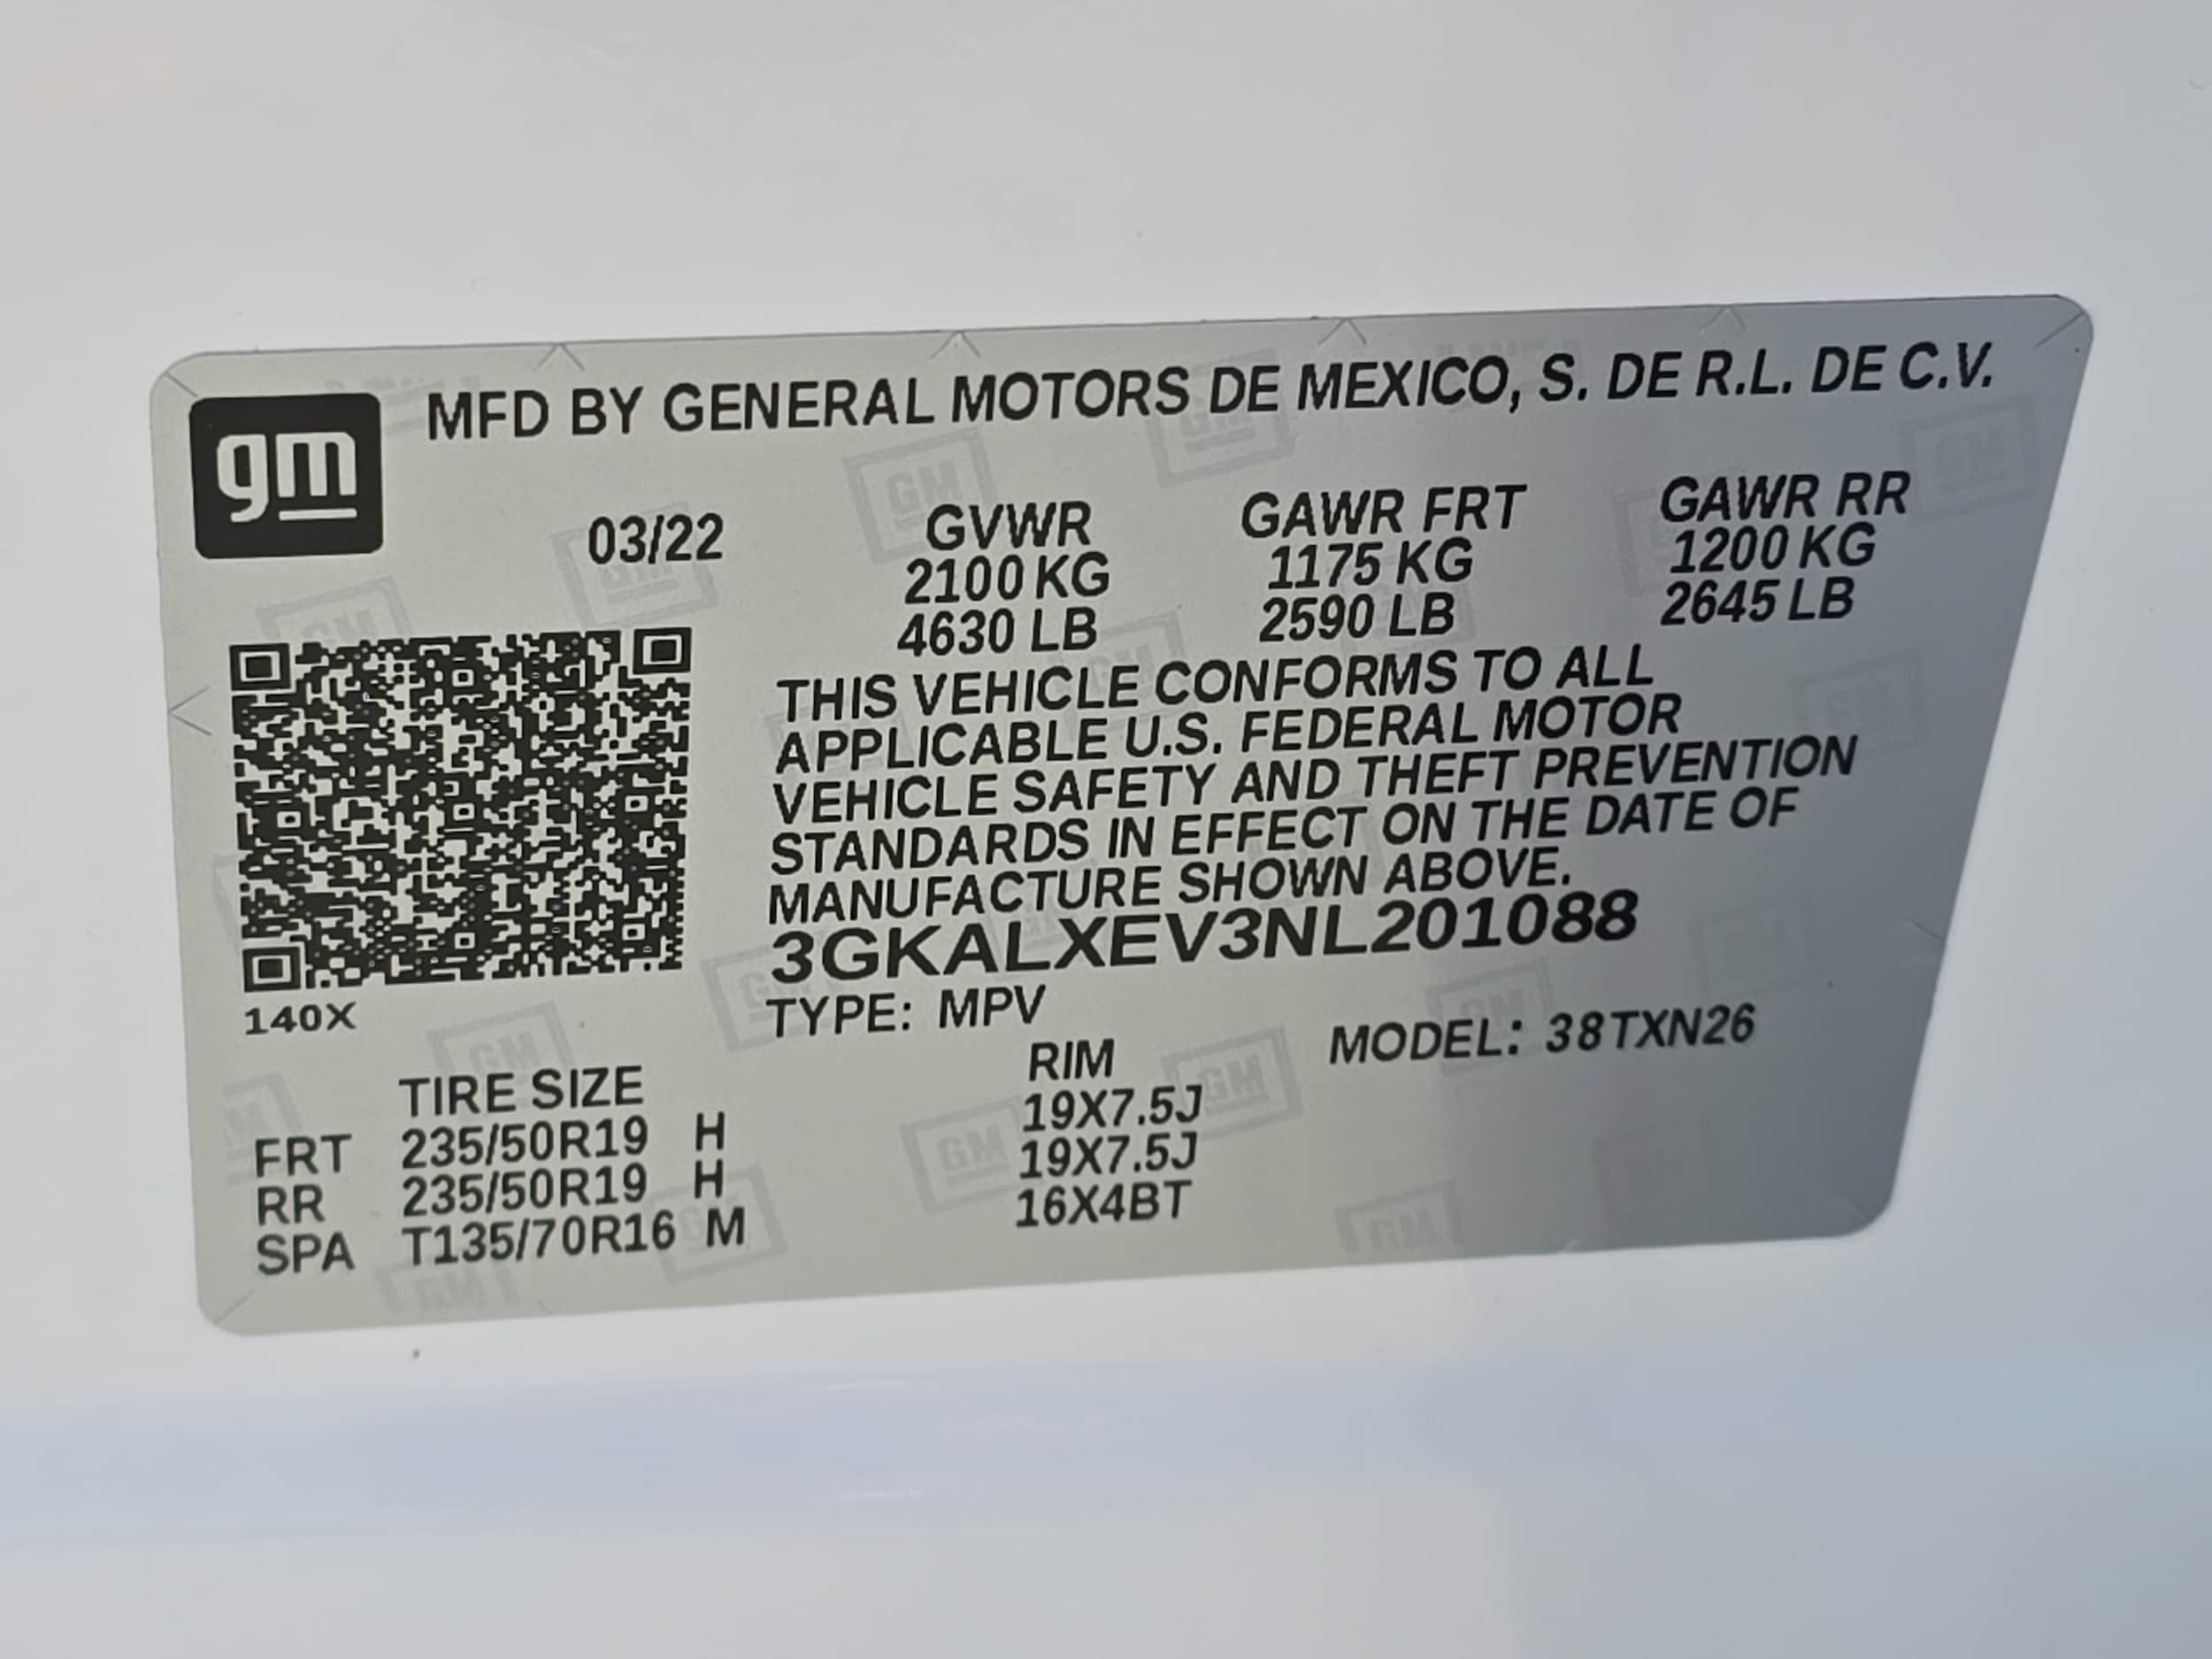 gm
MFD BY GENERAL MOTORS DE MEXICO, S. DE R.L. DE C.V.
03/22 GVWR GAWR FRT GAWR RR
2100 KG 1175 KG 1200 KG
4630 LB 2590 LB 2645 LB
THIS VEHICLE CONFORMS TO ALL
APPLICABLE U.S. FEDERAL MOTOR
VEHICLE SAFETY AND THEFT PREVENTION
STANDARDS IN EFFECT ON THE DATE OF
MANUFACTURE SHOWN ABOVE.
3GKALXEV3NL201088
140X
TYPE: MPV MODEL: 38TXN26
TIRE SIZE RIM
FRT 235/50R19 H 19X7.5J
RR 235/50R19 H 19X7.5J
SPA T135/70R16 M 16X4BT